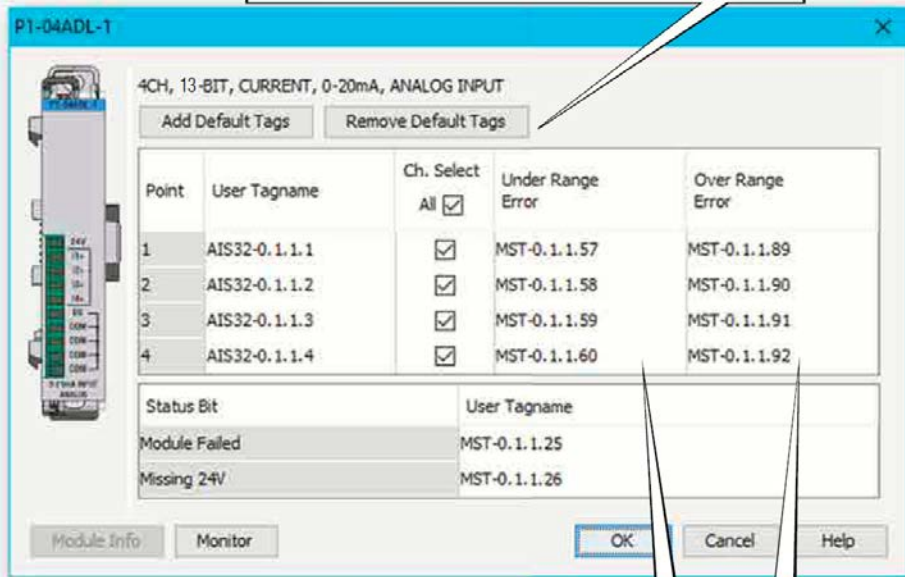 P1-04ADL-1
4CH, 13-BIT, CURRENT, 0-20mA, ANALOG INPUT
Add Default Tags Remove Default Tags
Point User Tagname Ch. Select All Under Range Error Over Range Error
1 AIS32-0.1.1.1 MST-0.1.1.57 MST-0.1.1.89
2 AIS32-0.1.1.2 MST-0.1.1.58 MST-0.1.1.90
3 AIS32-0.1.1.3 MST-0.1.1.59 MST-0.1.1.91
4 AIS32-0.1.1.4 MST-0.1.1.60 MST-0.1.1.92
Status Bit User Tagname
Module Failed MST-0.1.1.25
Missing 24V MST-0.1.1.26
Module Info Monitor OK Cancel Help
24V
COM
COM
COM
COM
ANALOG